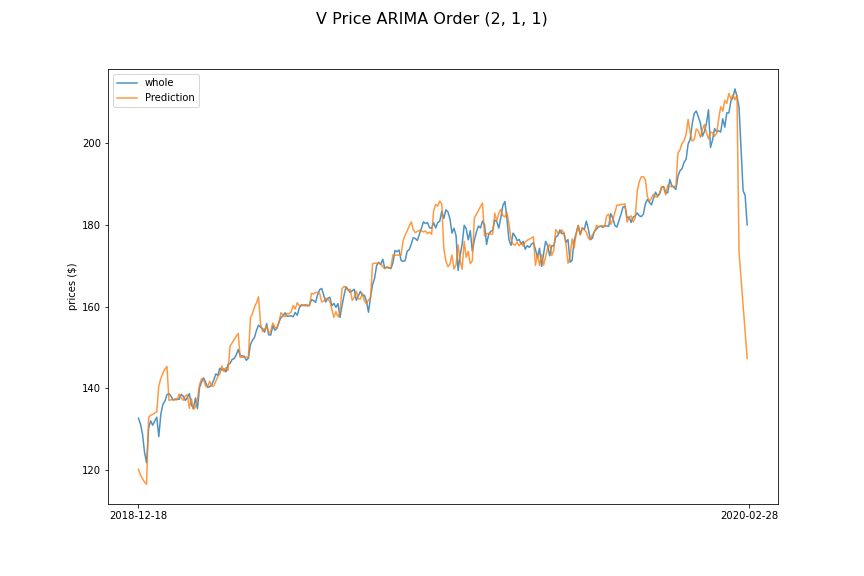 V Price ARIMA Order (2, 1, 1)
whole
Prediction
prices ($)
200
180
160
140
120
2018-12-18
2020-02-28